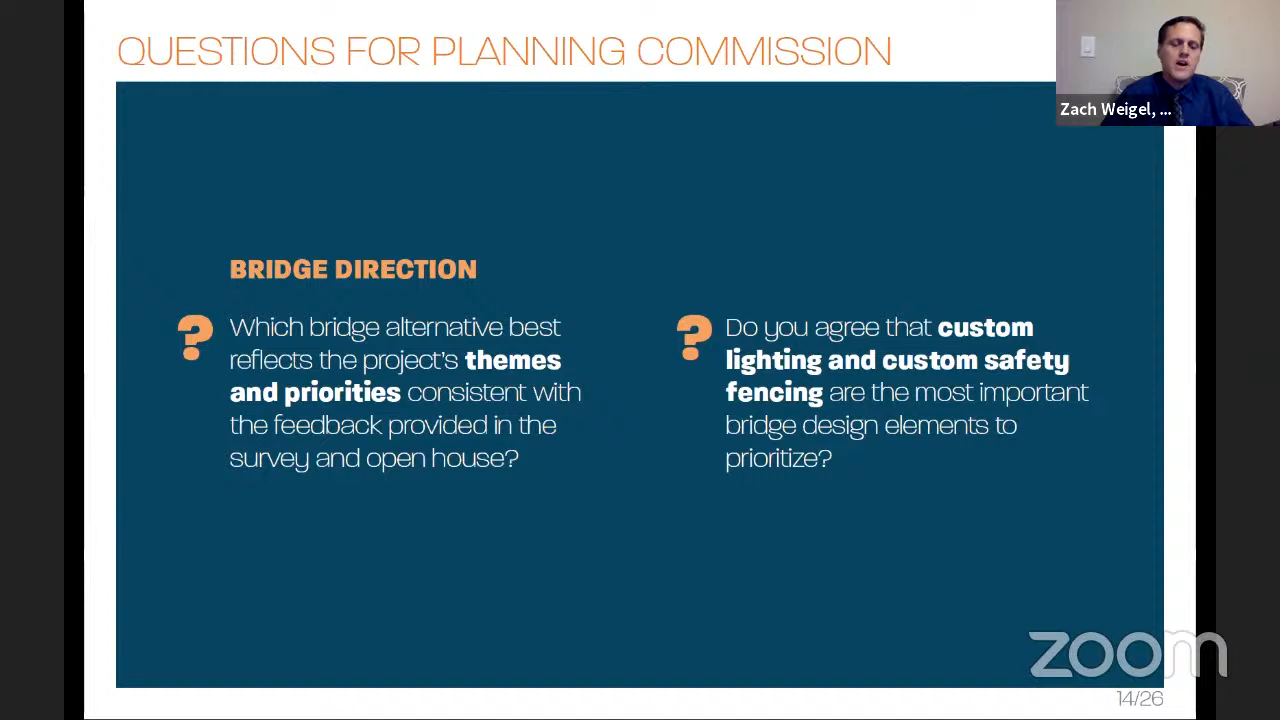 QUESTIONS FOR PLANNING COMMISSION
Zach Weigel, ...
BRIDGE DIRECTION
? Which bridge alternative best
reflects the project's themes
and priorities consistent with
the feedback provided in the
survey and open house?
? Do you agree that custom
lighting and custom safety
fencing are the most important
bridge design elements to
prioritize?
zoom
14/26